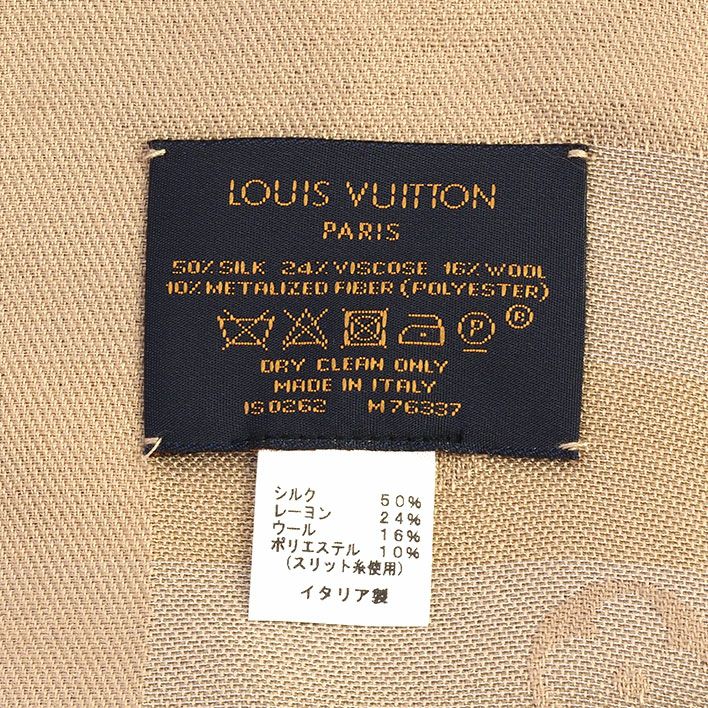 LOUIS VUITTON
PARIS
50% SILK 24% VISCOSE 16% WOOL
10% METALIZED FIBER (POLYESTER)
P ®
DRY CLEAN ONLY
MADE IN ITALY
IS0262 M76337
シルク 50%
レーヨン 24%
ウール 16%
ポリエステル 10%
(スリット糸使用)
イタリア製